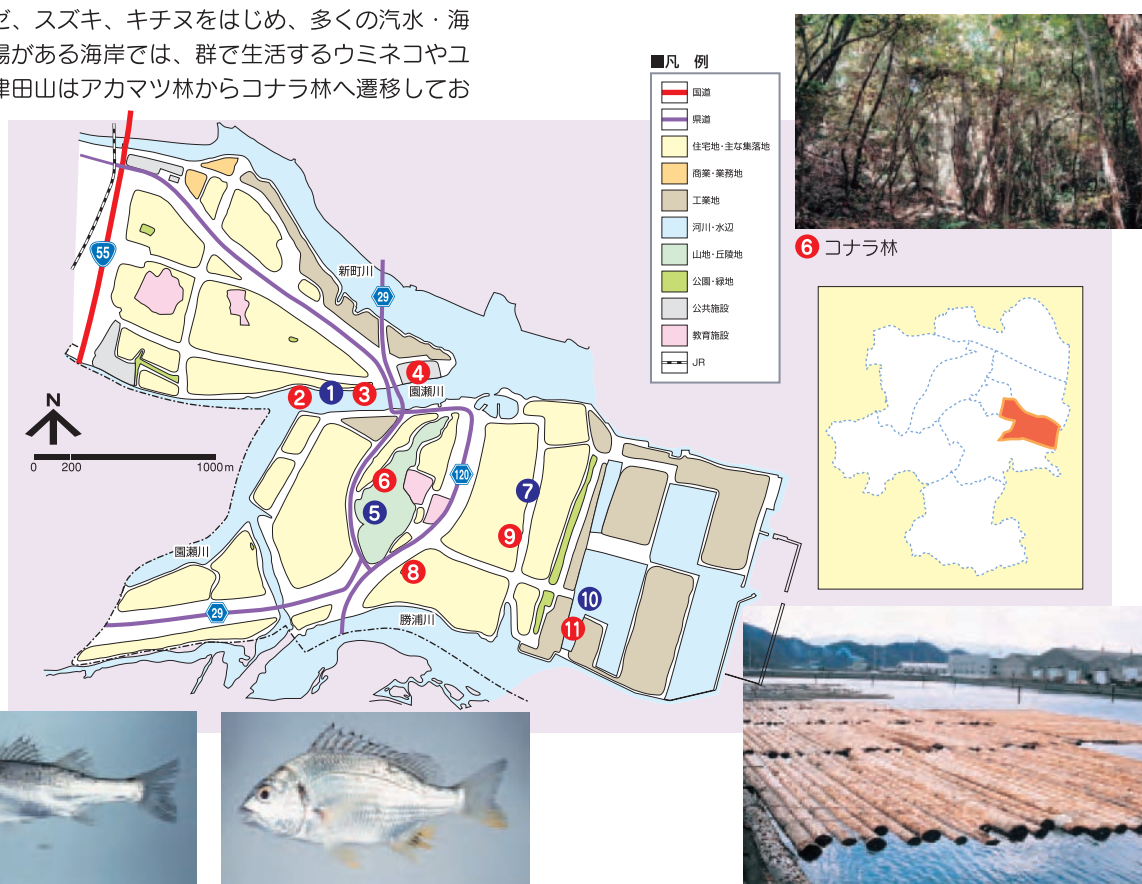 ゼ、スズキ、キチヌをはじめ、多くの汽水・海
場がある海岸では、群で生活するウミネコやユ
津田山はアカマツ林からコナラ林へ遷移してお
■凡 例
国道
県道
住宅地・主な集落地
商業・業務地
工業地
河川・水辺
山地・丘陵地
公園・緑地
公共施設
教育施設
JR
6 コナラ林
55
新町川
29
4
2
1
3
園瀬川
N
0 200 1000m
6
120
7
5
9
園瀬川
8
10
29
勝浦川
11